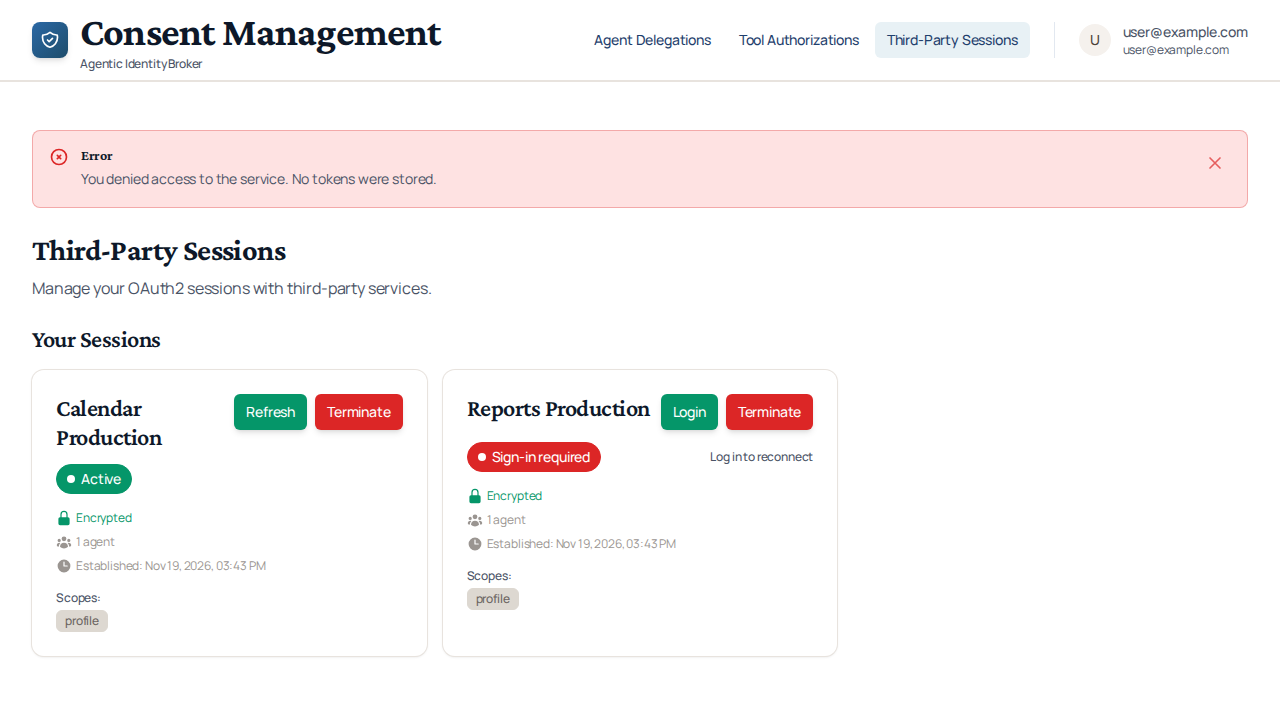 Consent Management
Agentic Identity Broker
Agent Delegations
Tool Authorizations
Third-Party Sessions
U
user@example.com
user@example.com
Error
You denied access to the service. No tokens were stored.
Third-Party Sessions
Manage your OAuth2 sessions with third-party services.
Your Sessions
Calendar
Production
Refresh
Terminate
Active
Encrypted
1 agent
Established: Nov 19, 2026, 03:43 PM
Scopes:
profile
Reports Production
Login
Terminate
Sign-in required
Log in to reconnect
Encrypted
1 agent
Established: Nov 19, 2026, 03:43 PM
Scopes:
profile